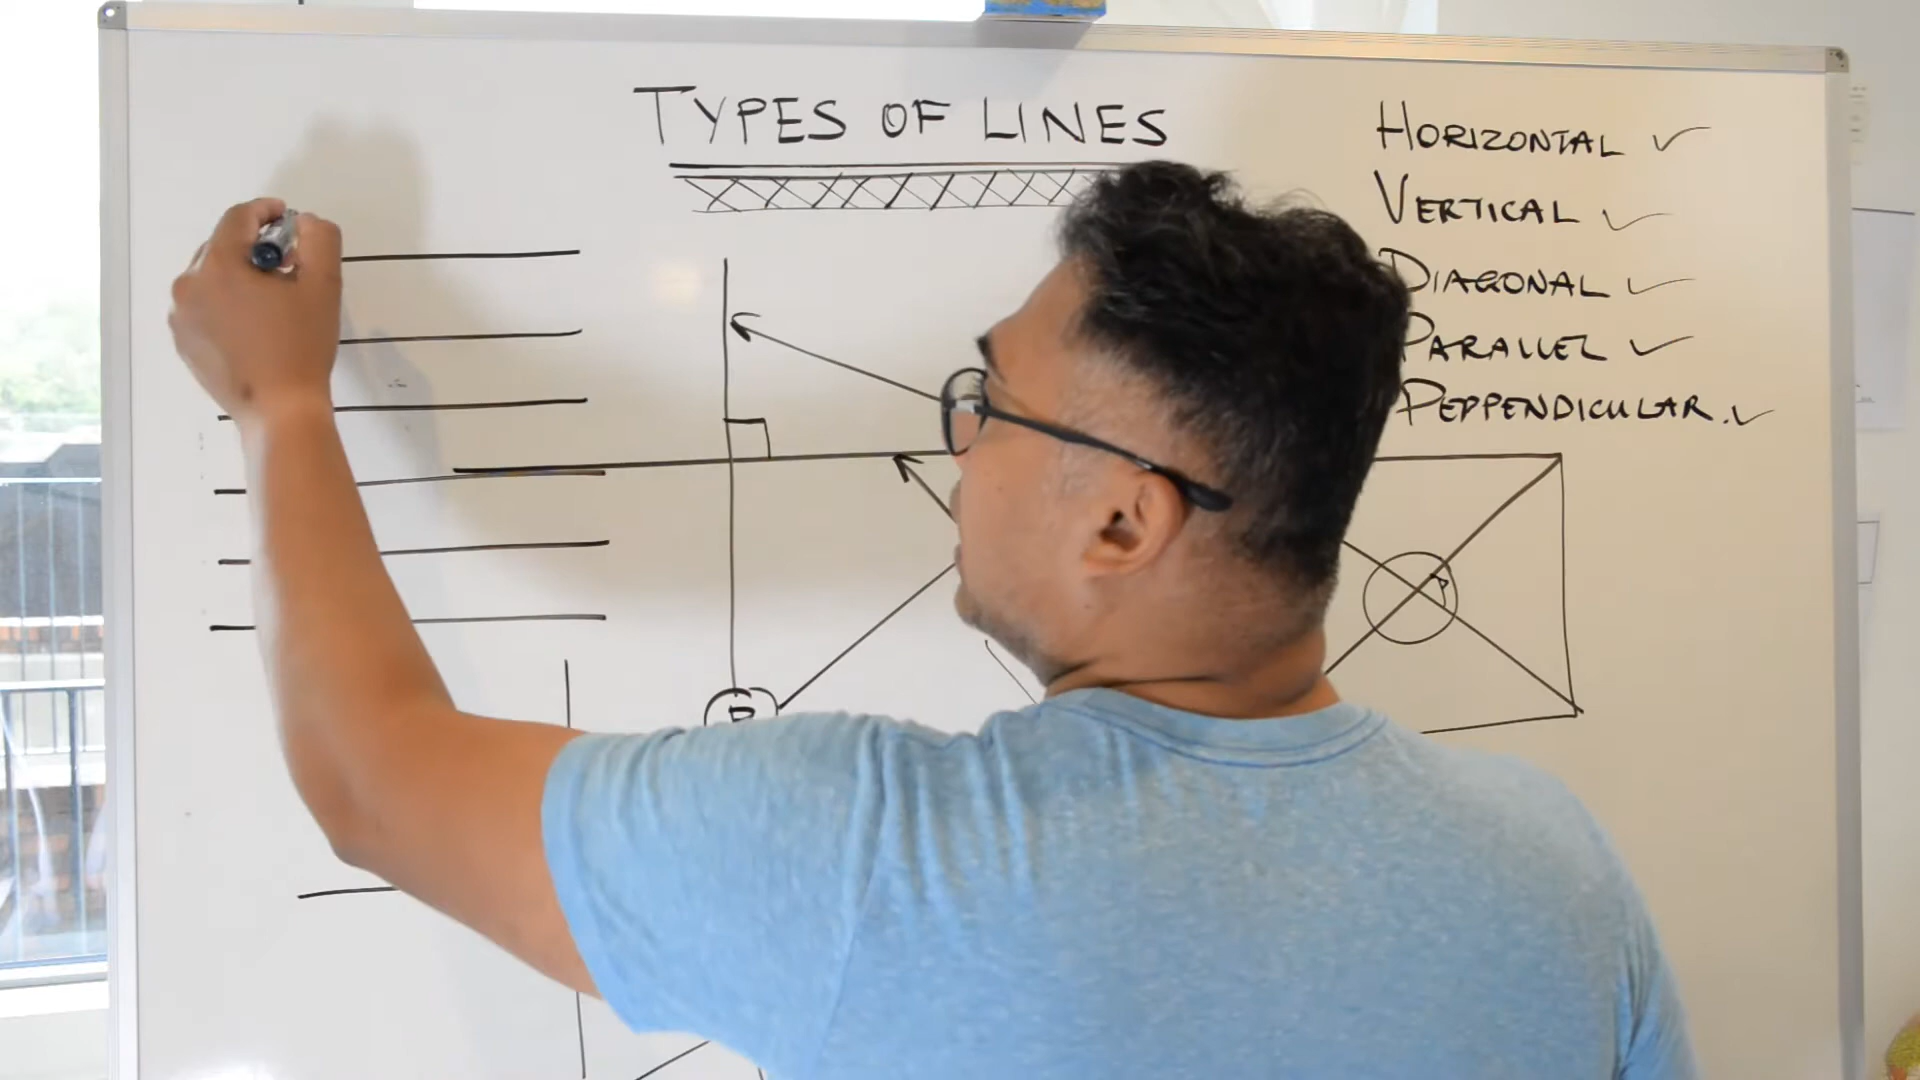 TYPES OF LINES
HORIZONTAL ✓
VERTICAL ✓
DIAGONAL ✓
PARALLEL ✓
PEPPENDICULAR. ✓